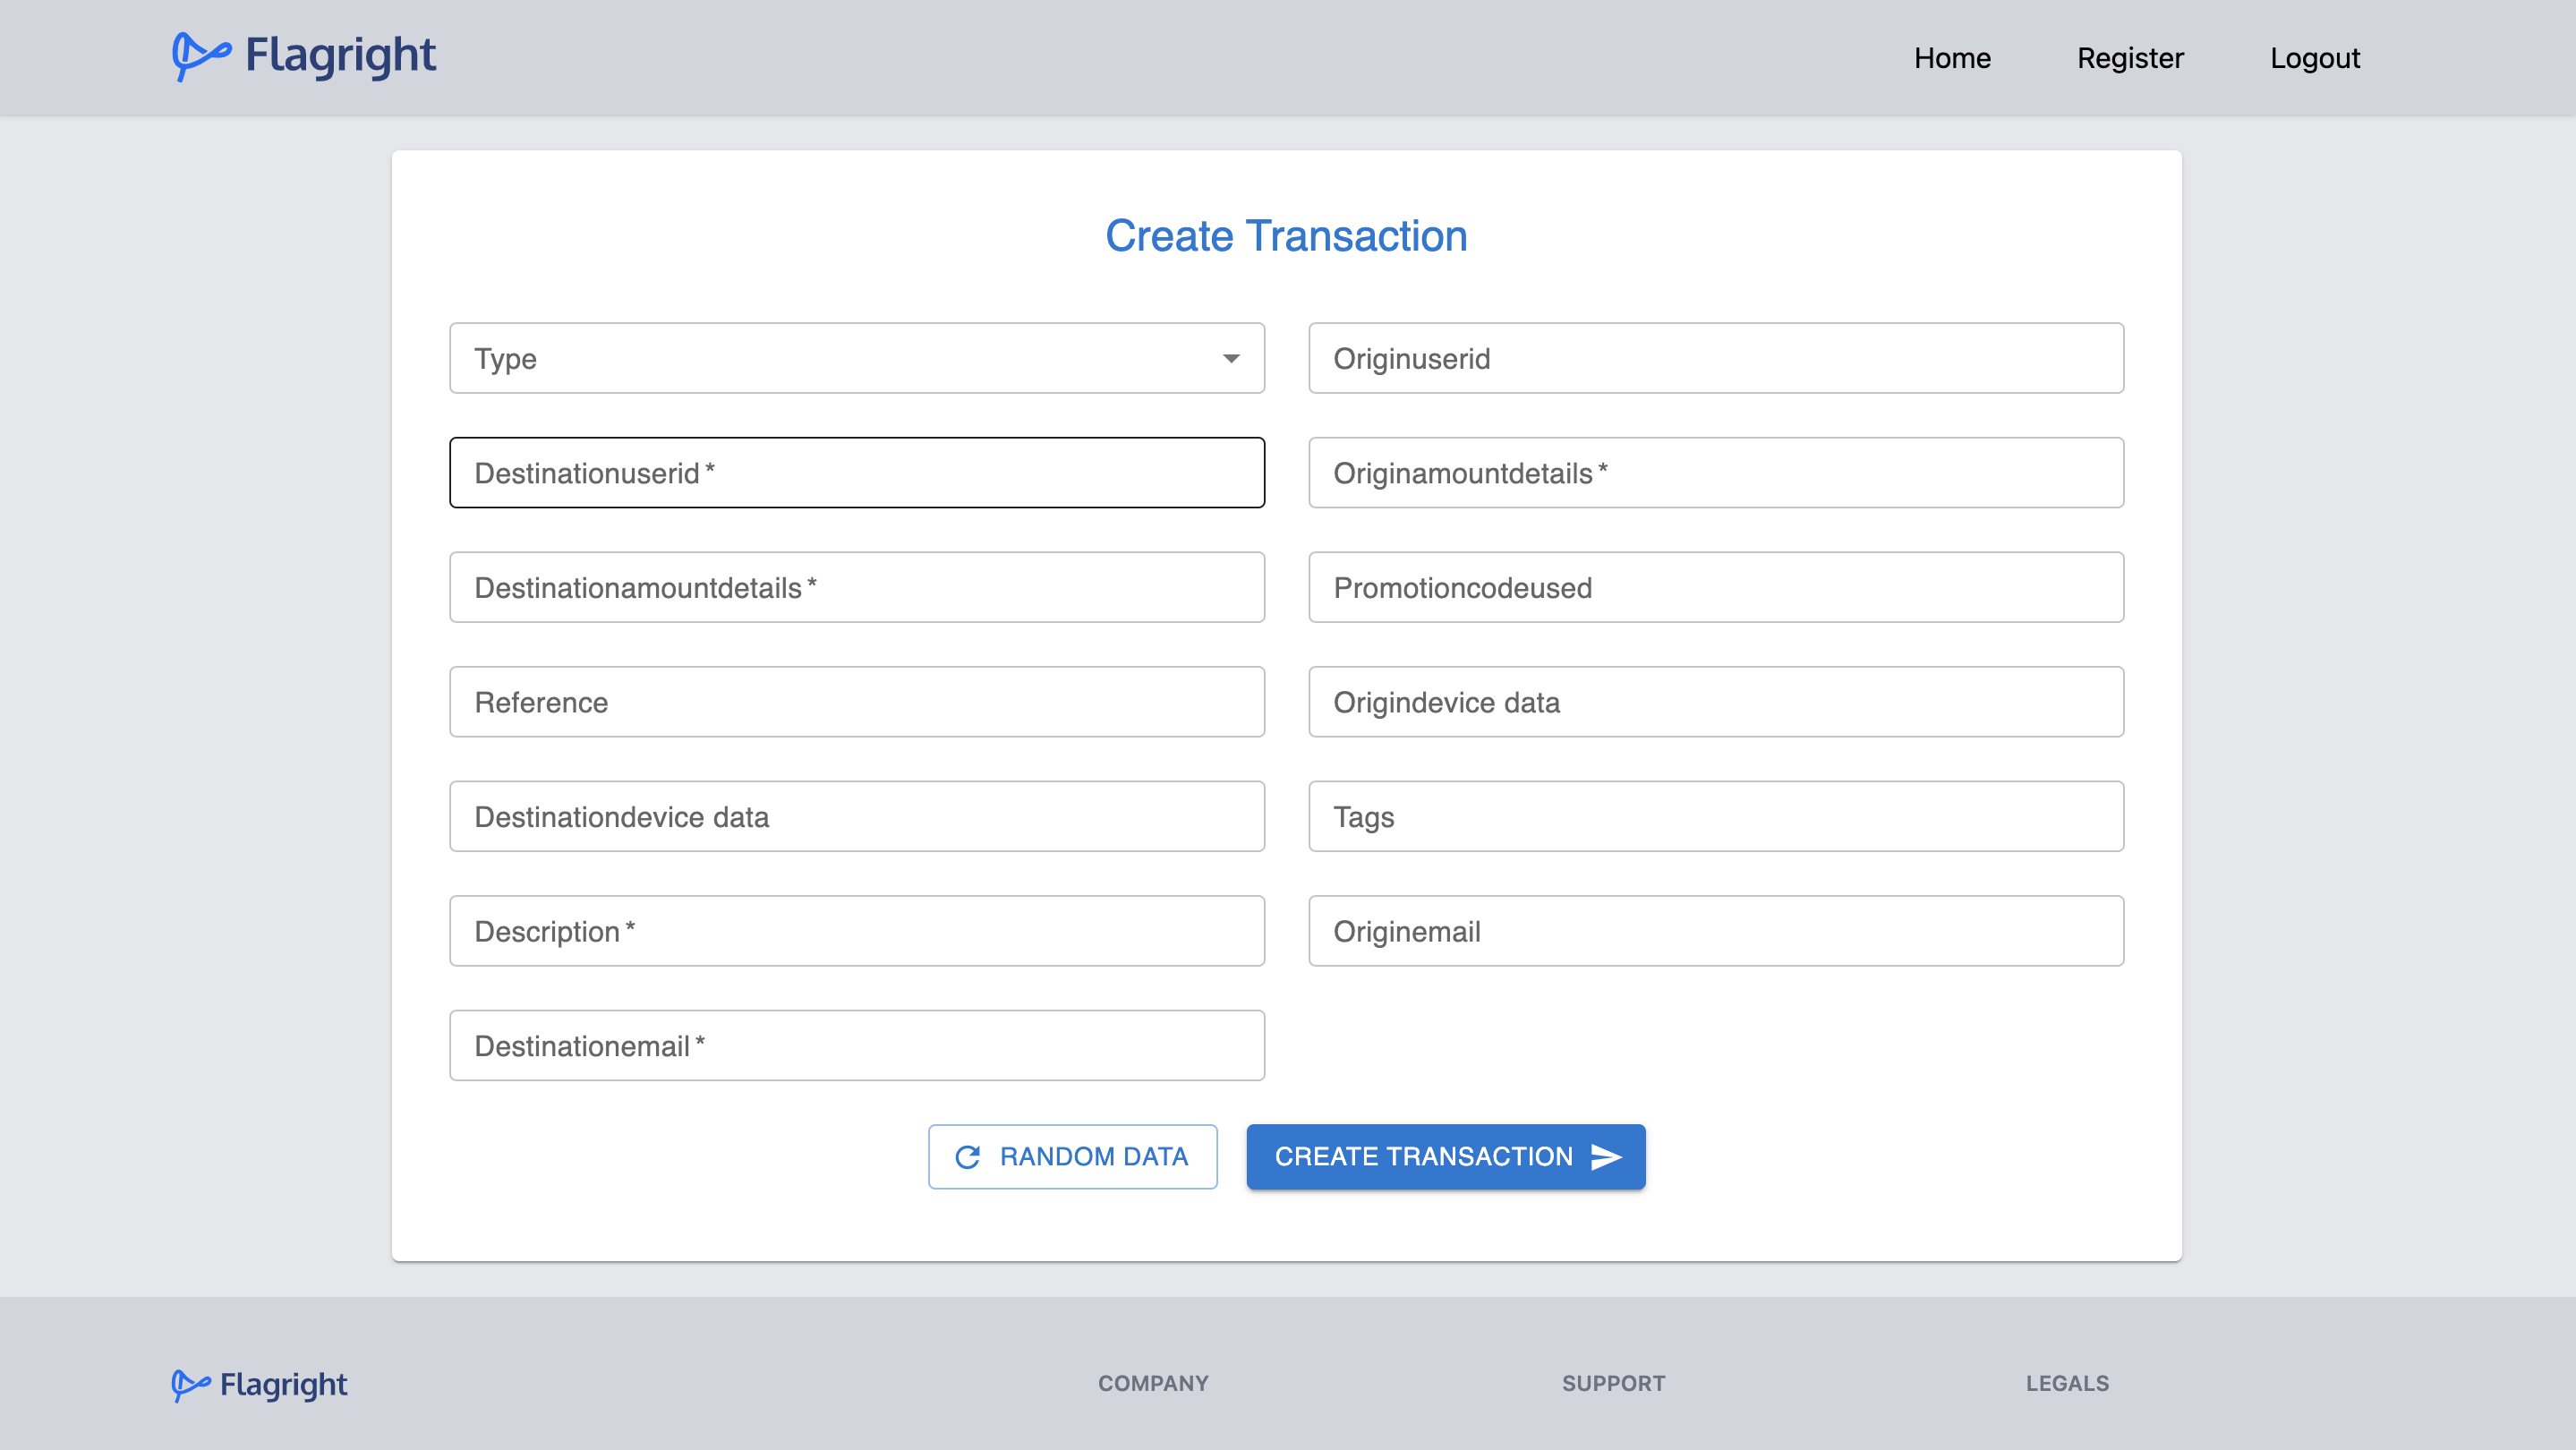 Flagright
Home Register Logout
Create Transaction
Type
Originuserid
Destinationuserid *
Originamountdetails *
Destinationamountdetails *
Promotioncodeused
Reference
Origindevice data
Destinationdevice data
Tags
Description *
Originemail
Destinationemail *
RANDOM DATA
CREATE TRANSACTION
Flagright
COMPANY
SUPPORT
LEGALS